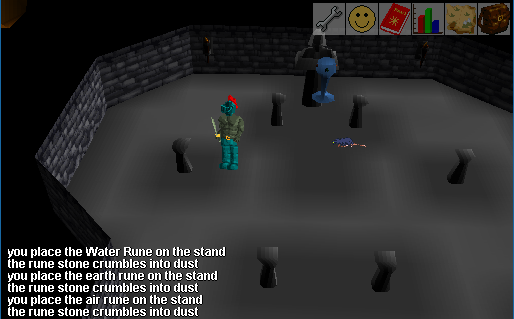 you place the Water Rune on the stand
the rune stone crumbles into dust
you place the earth rune on the stand
the rune stone crumbles into dust
you place the air rune on the stand
the rune stone crumbles into dust